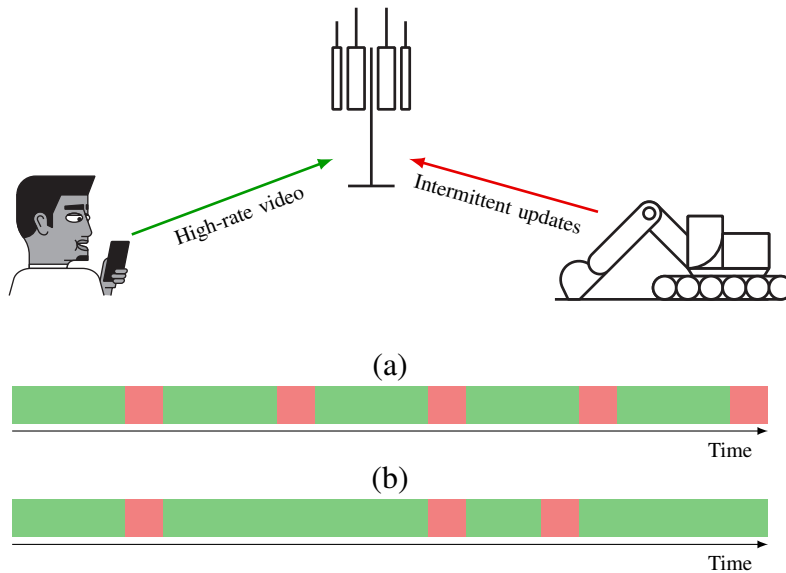 High-rate video
Intermittent updates
(a)
Time
(b)
Time